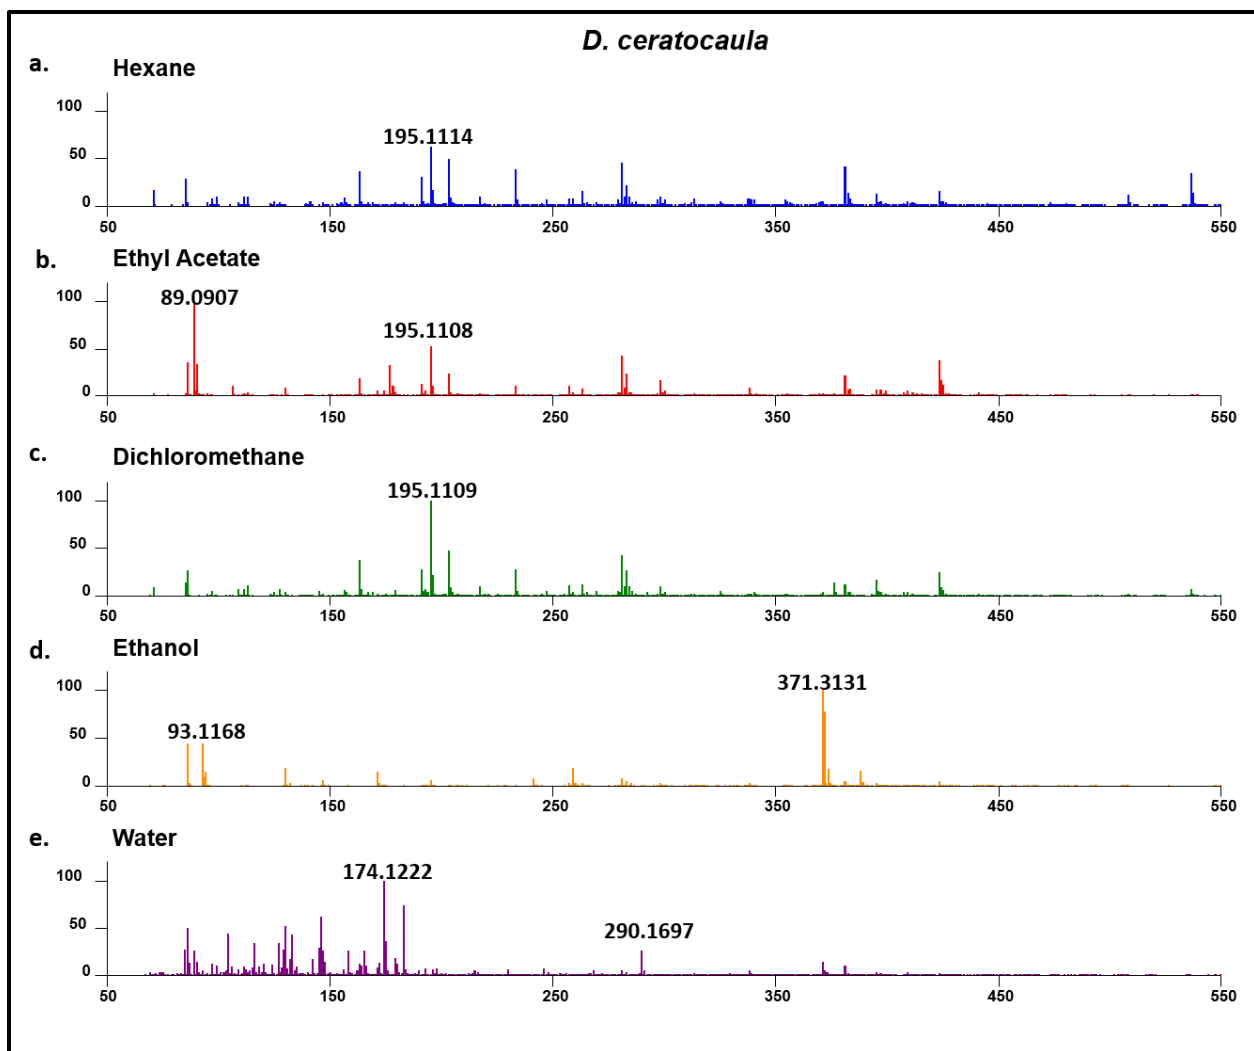 D. ceratocaula
a. Hexane
100
195.1114
50
0
50 150 250 350 450 550
b. Ethyl Acetate
100
89.0907
195.1108
50
0
50 150 250 350 450 550
c. Dichloromethane
195.1109
100
50
0
50 150 250 350 450 550
d. Ethanol
371.3131
100
93.1168
50
0
50 150 250 350 450 550
e. Water
174.1222
100
290.1697
50
0
50 150 250 350 450 550